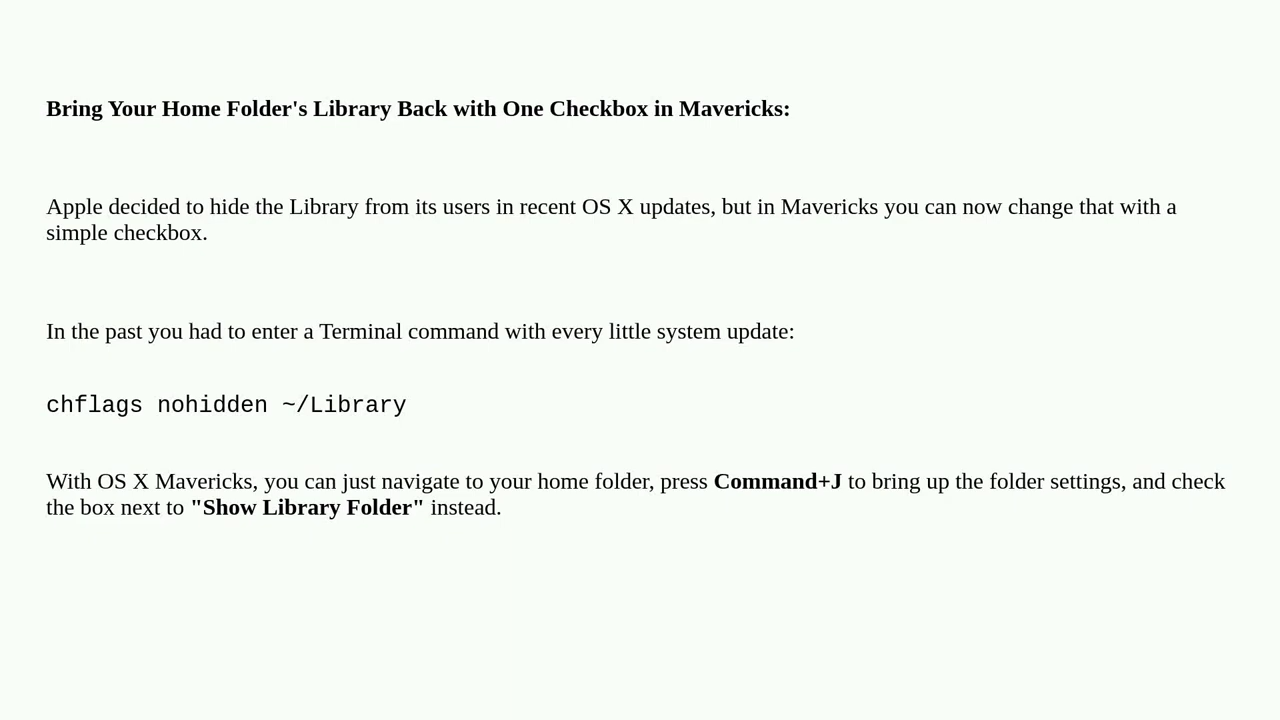 Bring Your Home Folder's Library Back with One Checkbox in Mavericks:
Apple decided to hide the Library from its users in recent OS X updates, but in Mavericks you can now change that with a
simple checkbox.
In the past you had to enter a Terminal command with every little system update:
chflags nohidden ~/Library
With OS X Mavericks, you can just navigate to your home folder, press Command+J to bring up the folder settings, and check
the box next to "Show Library Folder" instead.